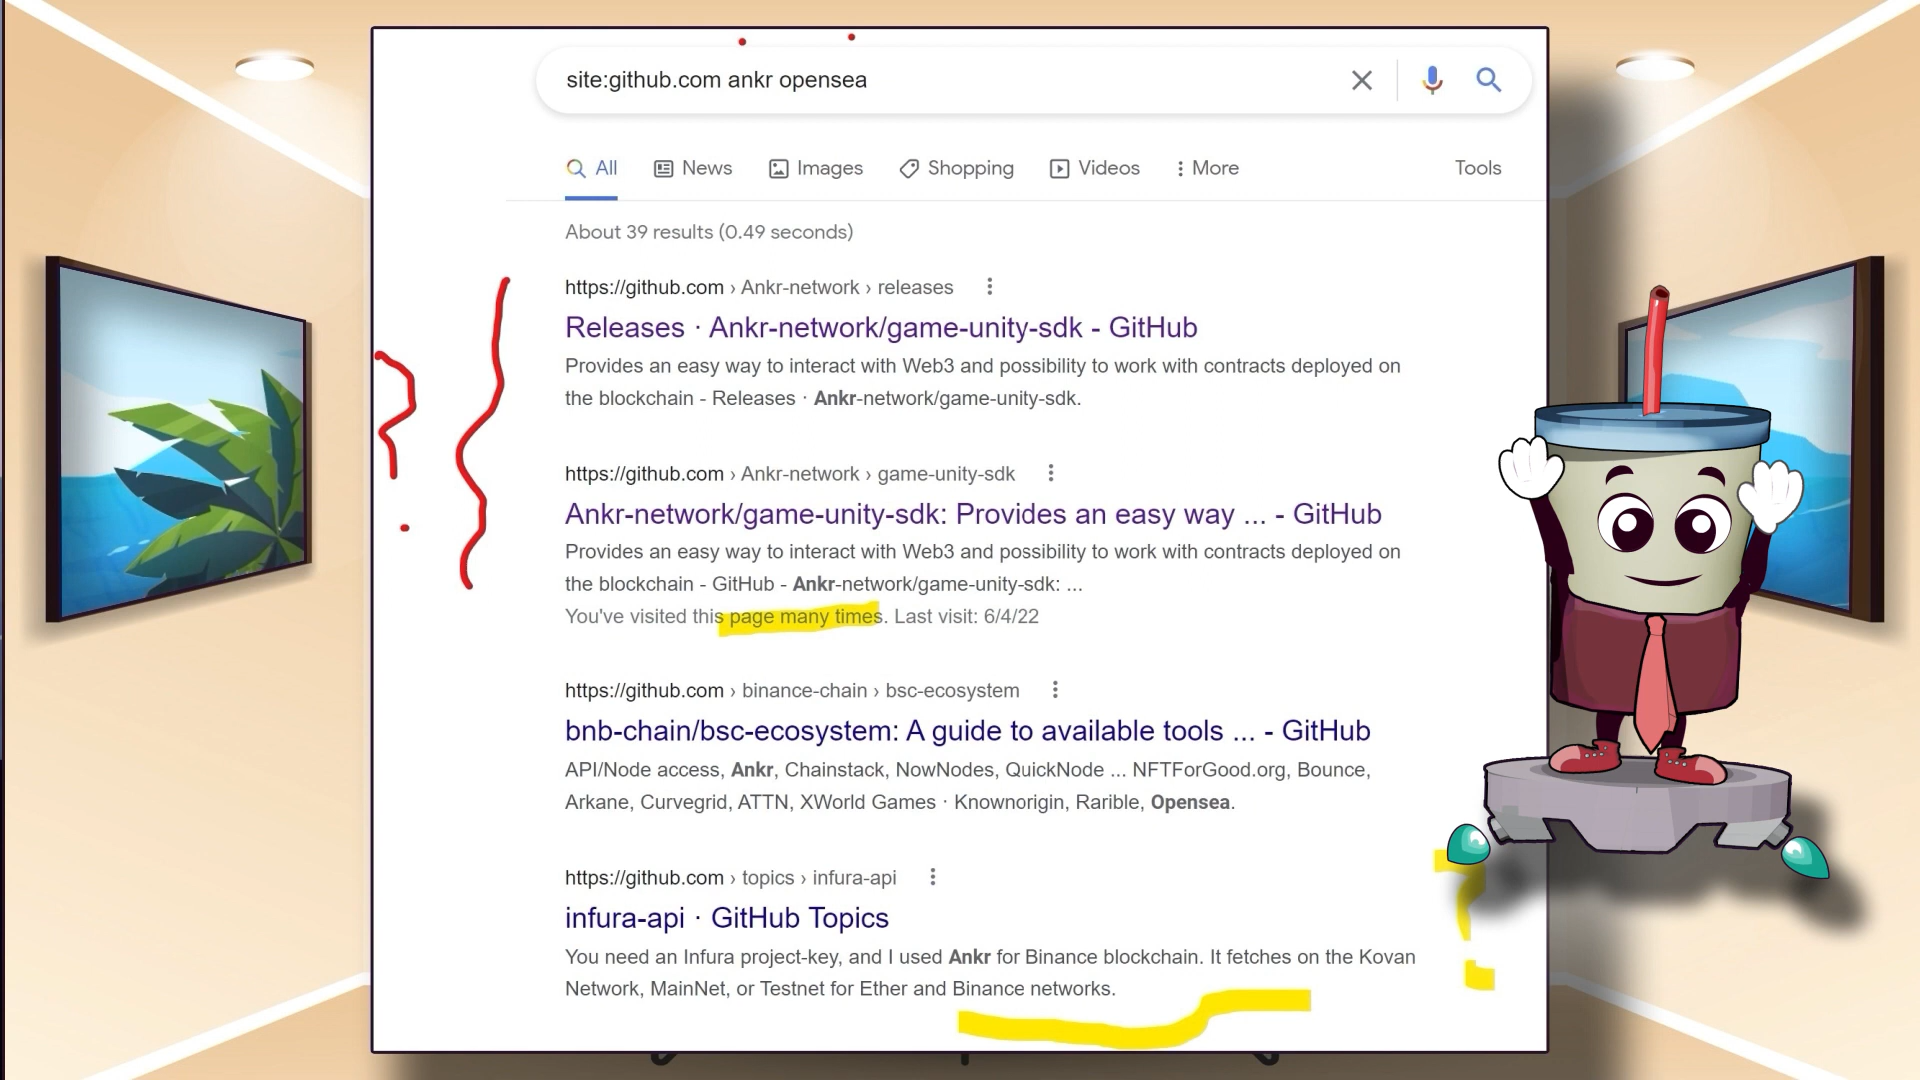 site:github.com ankr opensea
All News Images Shopping Videos More Tools
About 39 results (0.49 seconds)
https://github.com › Ankr-network › releases
Releases · Ankr-network/game-unity-sdk - GitHub
Provides an easy way to interact with Web3 and possibility to work with contracts deployed on
the blockchain - Releases · Ankr-network/game-unity-sdk.
https://github.com › Ankr-network › game-unity-sdk
Ankr-network/game-unity-sdk: Provides an easy way ... - GitHub
Provides an easy way to interact with Web3 and possibility to work with contracts deployed on
the blockchain - GitHub - Ankr-network/game-unity-sdk: ...
You've visited this page many times. Last visit: 6/4/22
https://github.com › binance-chain › bsc-ecosystem
bnb-chain/bsc-ecosystem: A guide to available tools ... - GitHub
API/Node access, Ankr, Chainstack, NowNodes, QuickNode ... NFTForGood.org, Bounce,
Arkane, Curvegrid, ATTN, XWorld Games · Knownorigin, Rarible, Opensea.
https://github.com › topics › infura-api
infura-api · GitHub Topics
You need an Infura project-key, and I used Ankr for Binance blockchain. It fetches on the Kovan
Network, MainNet, or Testnet for Ether and Binance networks.